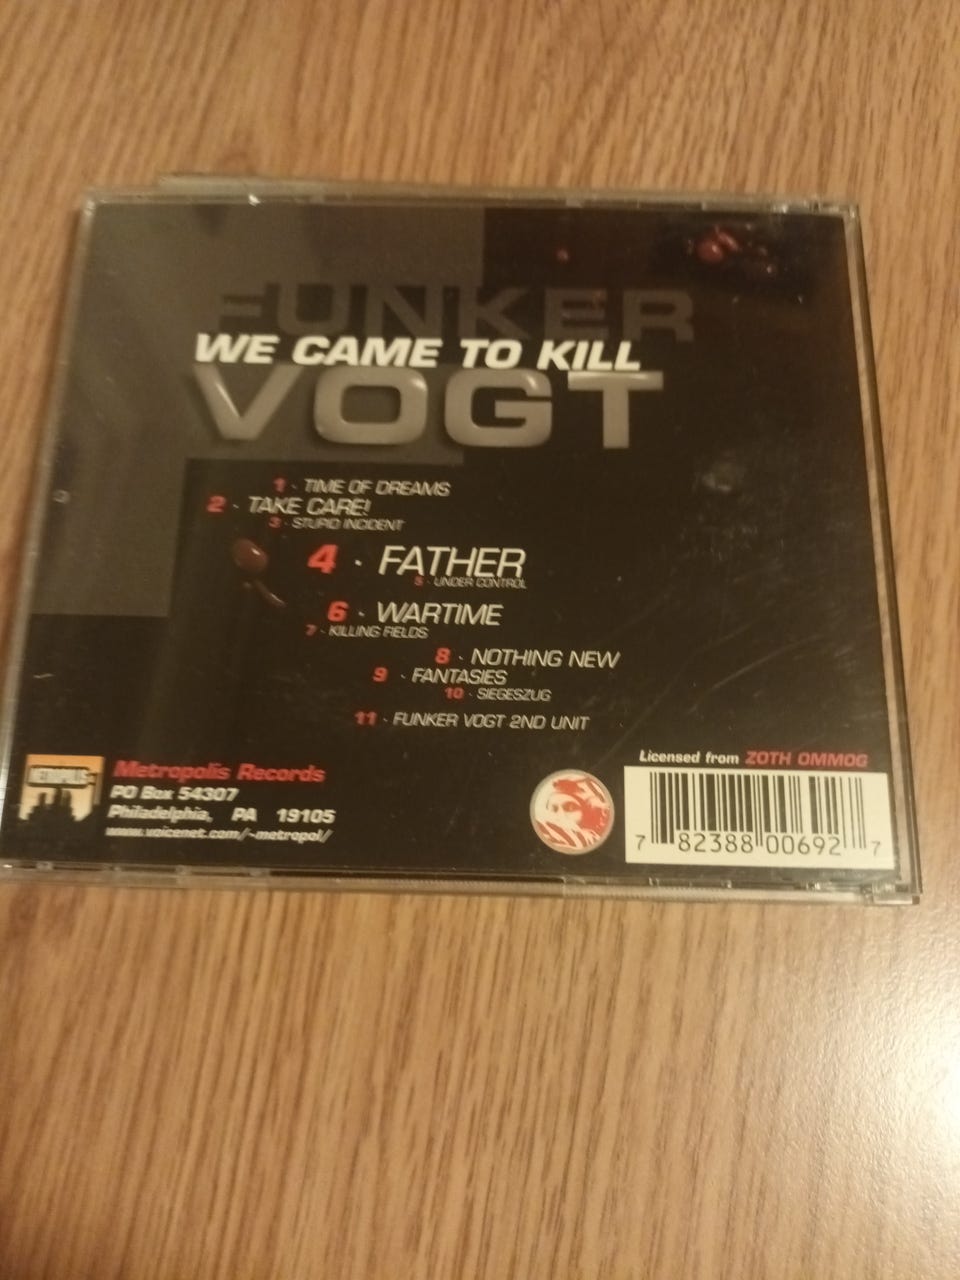 FUNKER
WE CAME TO KILL
VOGT
1 · TIME OF DREAMS
2 · TAKE CARE!
3 · STUPID INCIDENT
4 · FATHER
5 · UNDER CONTROL
6 · WARTIME
7 · KILLING FIELDS
8 · NOTHING NEW
9 · FANTASIES
10 · SIEGESZUG
11 · FUNKER VOGT 2ND UNIT
Licensed from ZOTH OMMOG
METROPOLIS
Metropolis Records
PO Box 54307
Philadelphia, PA 19105
www.voicenet.com/~metropol/
7 82388 00692 7